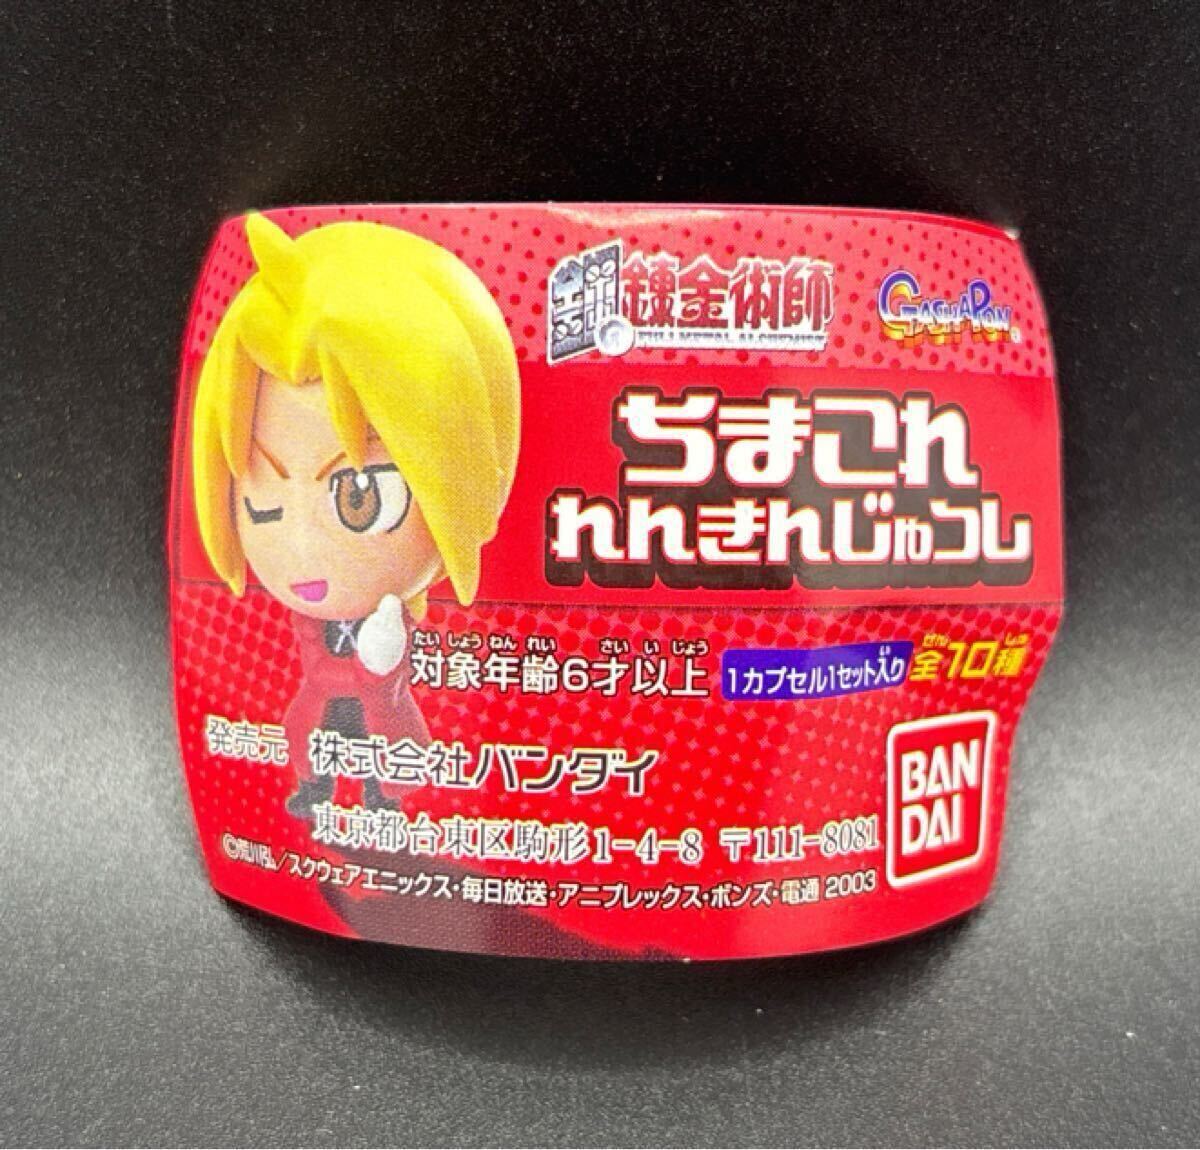 鋼の錬金術師
FULLMETAL ALCHEMIST
GASHAPON®
ちまこれ
れんきんじゅつし
たいしょうねんれい さいいじょう
対象年齢6才以上
い
1カプセル1セット入り
ぜん しゅ
全10種
発売元 株式会社バンダイ
BAN
DAI
東京都台東区駒形1-4-8 〒111-8081
©荒川弘/スクウェアエニックス・毎日放送・アニプレックス・ボンズ・電通 2003